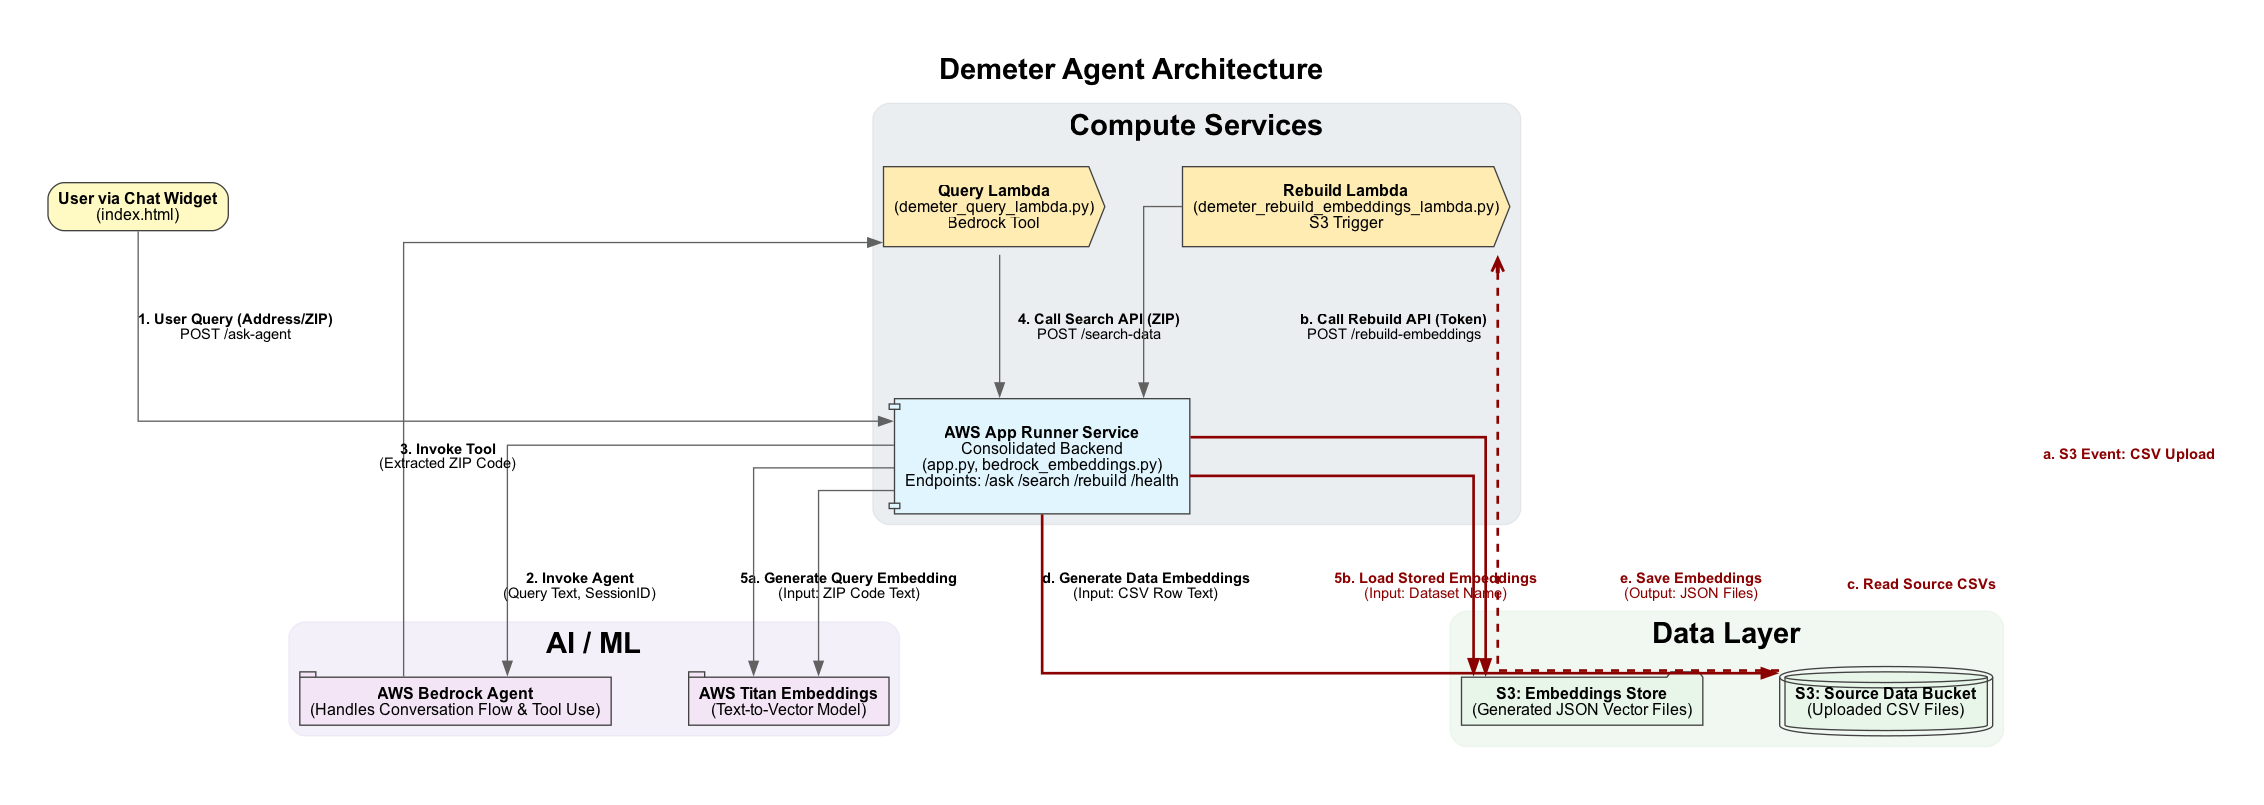 Demeter Agent Architecture
Compute Services
User via Chat Widget
(index.html)
Query Lambda
(demeter_query_lambda.py)
Bedrock Tool
Rebuild Lambda
(demeter_rebuild_embeddings_lambda.py)
S3 Trigger
1. User Query (Address/ZIP)
POST /ask-agent
4. Call Search API (ZIP)
POST /search-data
b. Call Rebuild API (Token)
POST /rebuild-embeddings
AWS App Runner Service
Consolidated Backend
(app.py, bedrock_embeddings.py)
Endpoints: /ask /search /rebuild /health
3. Invoke Tool
(Extracted ZIP Code)
a. S3 Event: CSV Upload
2. Invoke Agent
(Query Text, SessionID)
5a. Generate Query Embedding
(Input: ZIP Code Text)
d. Generate Data Embeddings
(Input: CSV Row Text)
5b. Load Stored Embeddings
(Input: Dataset Name)
e. Save Embeddings
(Output: JSON Files)
c. Read Source CSVs
AI / ML
AWS Bedrock Agent
(Handles Conversation Flow & Tool Use)
AWS Titan Embeddings
(Text-to-Vector Model)
Data Layer
S3: Embeddings Store
(Generated JSON Vector Files)
S3: Source Data Bucket
(Uploaded CSV Files)